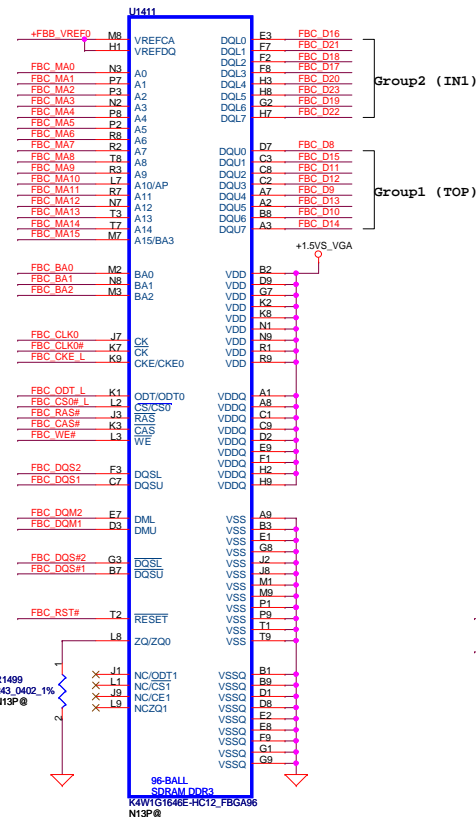 U1411
+FBB_VREF0 M8 VREFCA DQL0 E3 FBC_D16
H1 VREFDQ DQL1 F7 FBC_D21
DQL2 F2 FBC_D18
FBC_MA0 N3 A0 DQL3 F8 FBC_D17
FBC_MA1 P7 A1 DQL4 H3 FBC_D20 Group2 (IN1)
FBC_MA2 P3 A2 DQL5 H8 FBC_D23
FBC_MA3 N2 A3 DQL6 G2 FBC_D19
FBC_MA4 P8 A4 DQL7 H7 FBC_D22
FBC_MA5 P2 A5
FBC_MA6 R8 A6
FBC_MA7 R2 A7 DQU0 D7 FBC_D8
FBC_MA8 T8 A8 DQU1 C3 FBC_D15
FBC_MA9 R3 A9 DQU2 C8 FBC_D11
FBC_MA10 L7 A10/AP DQU3 C2 FBC_D12
FBC_MA11 R7 A11 DQU4 A7 FBC_D9 Group1 (TOP)
FBC_MA12 N7 A12 DQU5 A2 FBC_D13
FBC_MA13 T3 A13 DQU6 B8 FBC_D10
FBC_MA14 T7 A14 DQU7 A3 FBC_D14
FBC_MA15 M7 A15/BA3
+1.5VS_VGA
FBC_BA0 M2 BA0 VDD B2
FBC_BA1 N8 BA1 VDD D9
FBC_BA2 M3 BA2 VDD G7
VDD K2
VDD K8
VDD N1
FBC_CLK0 J7 CK VDD N9
FBC_CLK0# K7 CK VDD R1
FBC_CKE_L K9 CKE/CKE0 VDD R9
FBC_ODT_L K1 ODT/ODT0 VDDQ A1
FBC_CS0#_L L2 CS/CS0 VDDQ A8
FBC_RAS# J3 RAS VDDQ C1
FBC_CAS# K3 CAS VDDQ C9
FBC_WE# L3 WE VDDQ D2
VDDQ E9
VDDQ F1
FBC_DQS2 F3 DQSL VDDQ H2
FBC_DQS1 C7 DQSU VDDQ H9
FBC_DQM2 E7 DML VSS A9
FBC_DQM1 D3 DMU VSS B3
VSS E1
VSS G8
FBC_DQS#2 G3 DQSL VSS J2
FBC_DQS#1 B7 DQSU VSS J8
VSS M1
VSS M9
VSS P1
FBC_RST# T2 RESET VSS P9
VSS T1
L8 ZQ/ZQ0 VSS T9
J1 NC/ODT1 VSSQ B1
L1 NC/CS1 VSSQ B9
J9 NC/CE1 VSSQ D1
L9 NCZQ1 VSSQ D8
VSSQ E2
VSSQ E8
VSSQ F9
VSSQ G1
VSSQ G9
1
R1499
243_0402_1%
N13P@
2
96-BALL
SDRAM DDR3
K4W1G1646E-HC12_FBGA96
N13P@